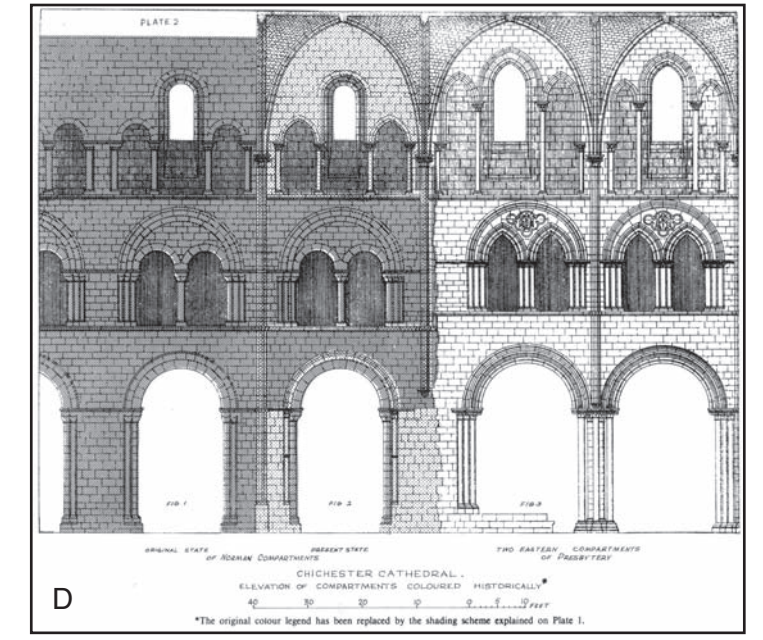 PLATE 2
FIG 1
FIG 2
FIG 3
ORIGINAL STATE PRESENT STATE
OF NORMAN COMPARTMENTS
TWO EASTERN COMPARTMENTS
OF PRESBYTERY
CHICHESTER CATHEDRAL.
ELEVATION OF COMPARTMENTS COLOURED HISTORICALLY*
40 30 20 10 0 5 10 FEET
D
*The original colour legend has been replaced by the shading scheme explained on Plate 1.